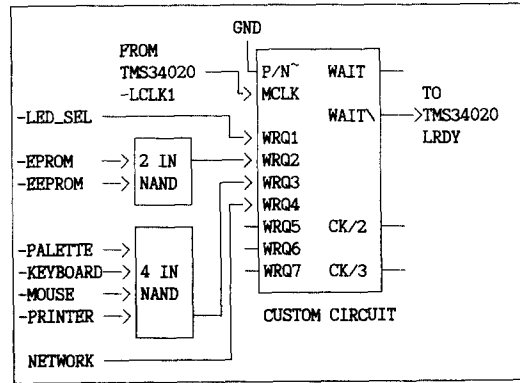 GND
FROM
TMS34020
-LCLK1
P/N~ WAIT
MCLK
WAIT\
TO
TMS34020
LRDY
-LED_SEL
WRQ1
-EPROM
-EEPROM
2 IN
NAND
WRQ2
WRQ3
WRQ4
WRQ5 CK/2
WRQ6
WRQ7 CK/3
-PALETTE
-KEYBOARD
-MOUSE
-PRINTER
4 IN
NAND
CUSTOM CIRCUIT
NETWORK